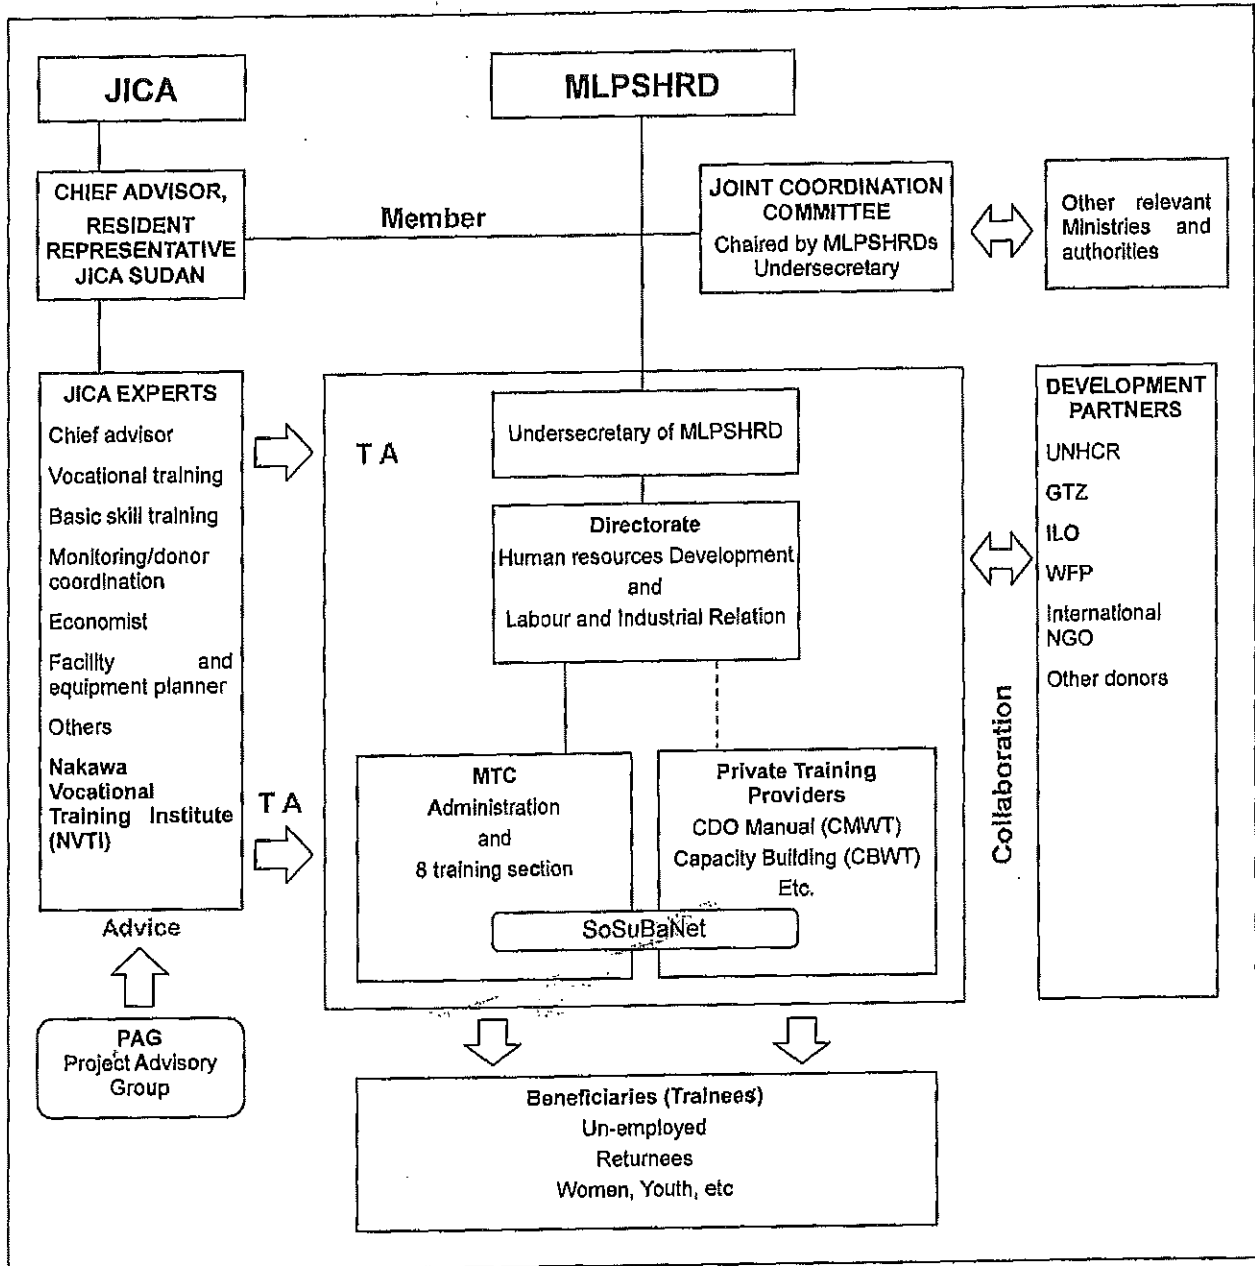 JICA
MLPSHRD
CHIEF ADVISOR,
RESIDENT
REPRESENTATIVE
JICA SUDAN
Member
JOINT COORDINATION
COMMITTEE
Chaired by MLPSHRDs
Undersecretary
Other relevant
Ministries and
authorities
JICA EXPERTS
Chief advisor
Vocational training
Basic skill training
Monitoring/donor
coordination
Economist
Facility and
equipment planner
Others
Nakawa
Vocational
Training Institute
(NVTI)
T A
T A
Undersecretary of MLPSHRD
Directorate
Human resources Development
and
Labour and Industrial Relation
MTC
Administration
and
8 training section
Private Training
Providers
CDO Manual (CMWT)
Capacity Building (CBWT)
Etc.
SoSuBaNet
Collaboration
DEVELOPMENT
PARTNERS
UNHCR
GTZ
ILO
WFP
International
NGO
Other donors
Advice
PAG
Project Advisory
Group
Beneficiaries (Trainees)
Un-employed
Returnees
Women, Youth, etc